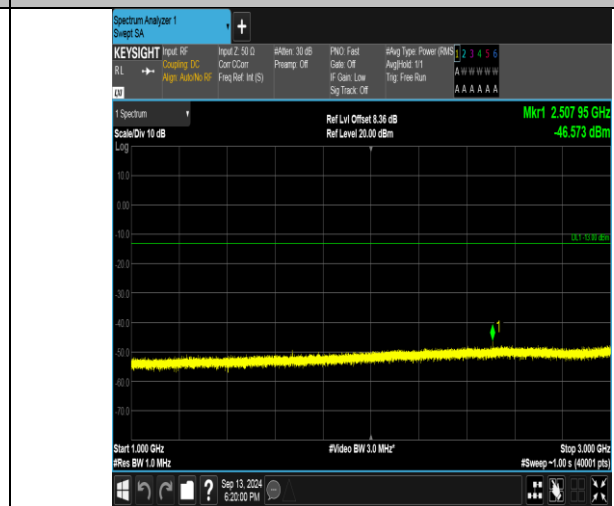 Spectrum Analyzer 1
Swept SA
+
KEYSIGHT Input: RF Input Z: 50 Ω #Atten: 30 dB PNO: Fast #Avg Type: Power (RMS 1 2 3 4 5 6
RL Coupling: DC Corr CCorr Preamp: Off Gate: Off Avg|Hold: 1/1 A W W W W W
Align: Auto/No RF Freq Ref: Int (S) IF Gain: Low Trig: Free Run
LXI Sig Track: Off A A A A A A
1 Spectrum Ref Lvl Offset 8.36 dB Mkr1 2.507 95 GHz
Scale/Div 10 dB Ref Level 20.00 dBm -46.573 dBm
Log
10.0
0.00
-10.0
DL1 -13.00 dBm
-20.0
-30.0
-40.0
1
-50.0
-60.0
-70.0
Start 1.000 GHz #Video BW 3.0 MHz* Stop 3.000 GHz
#Res BW 1.0 MHz #Sweep ~1.00 s (40001 pts)
? Sep 13, 2024
6:20:00 PM